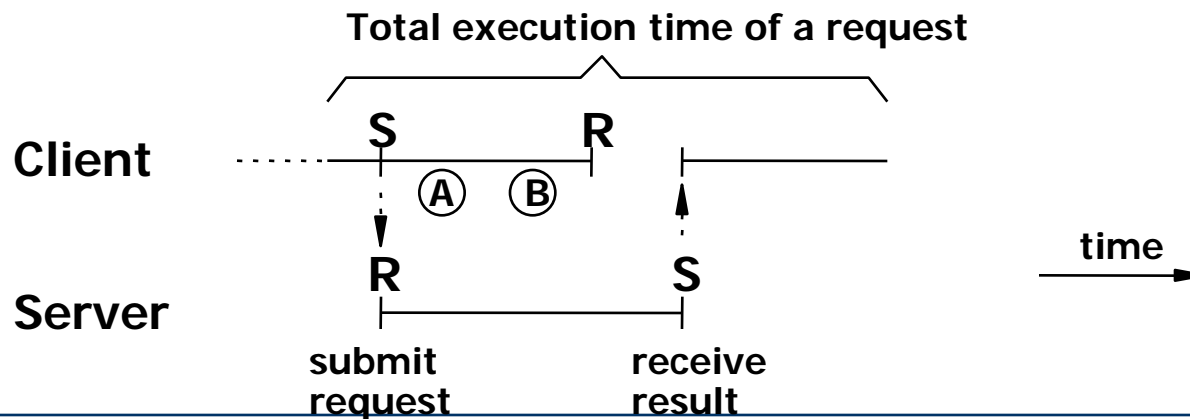 Total execution time of a request
S
R
Client
A
B
time
R
S
Server
submit
request
receive
result